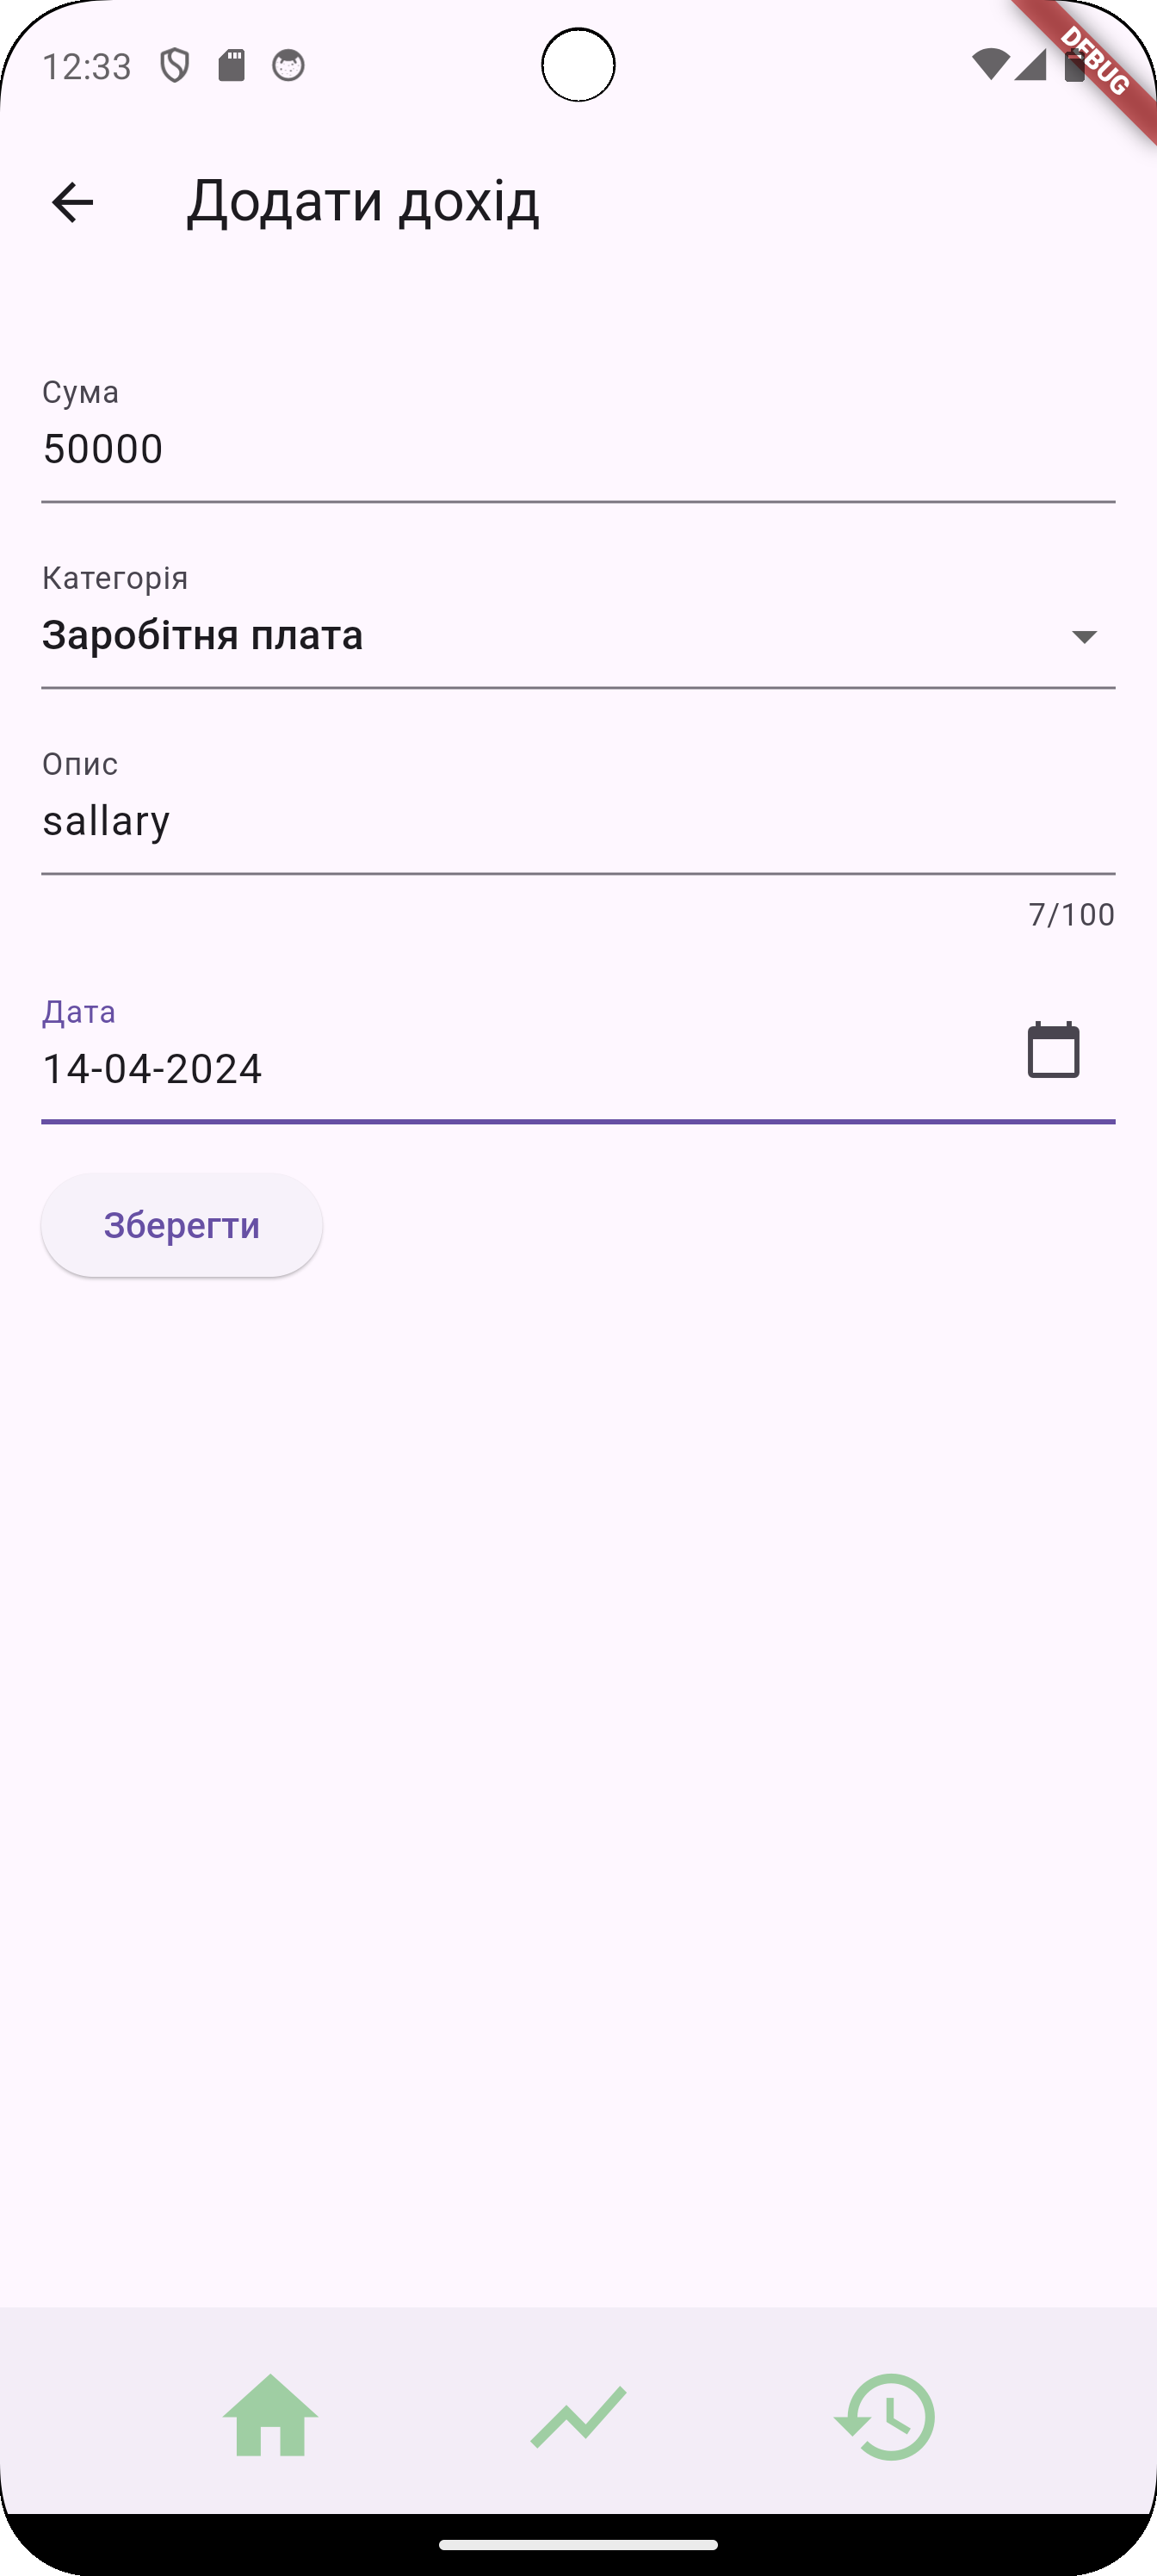 12:33
DEBUG
Додати дохід
Сума
50000
Категорія
Заробітня плата
Опис
sallary
7/100
Дата
14-04-2024
Зберегти